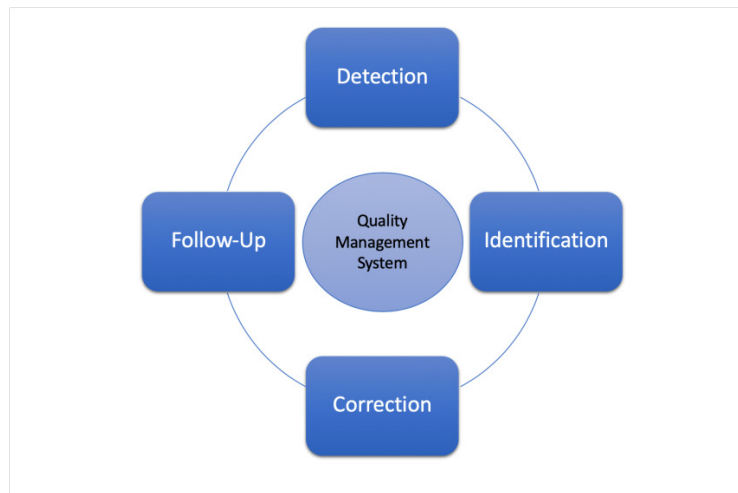 Detection
Follow-Up
Quality
Management
System
Identification
Correction